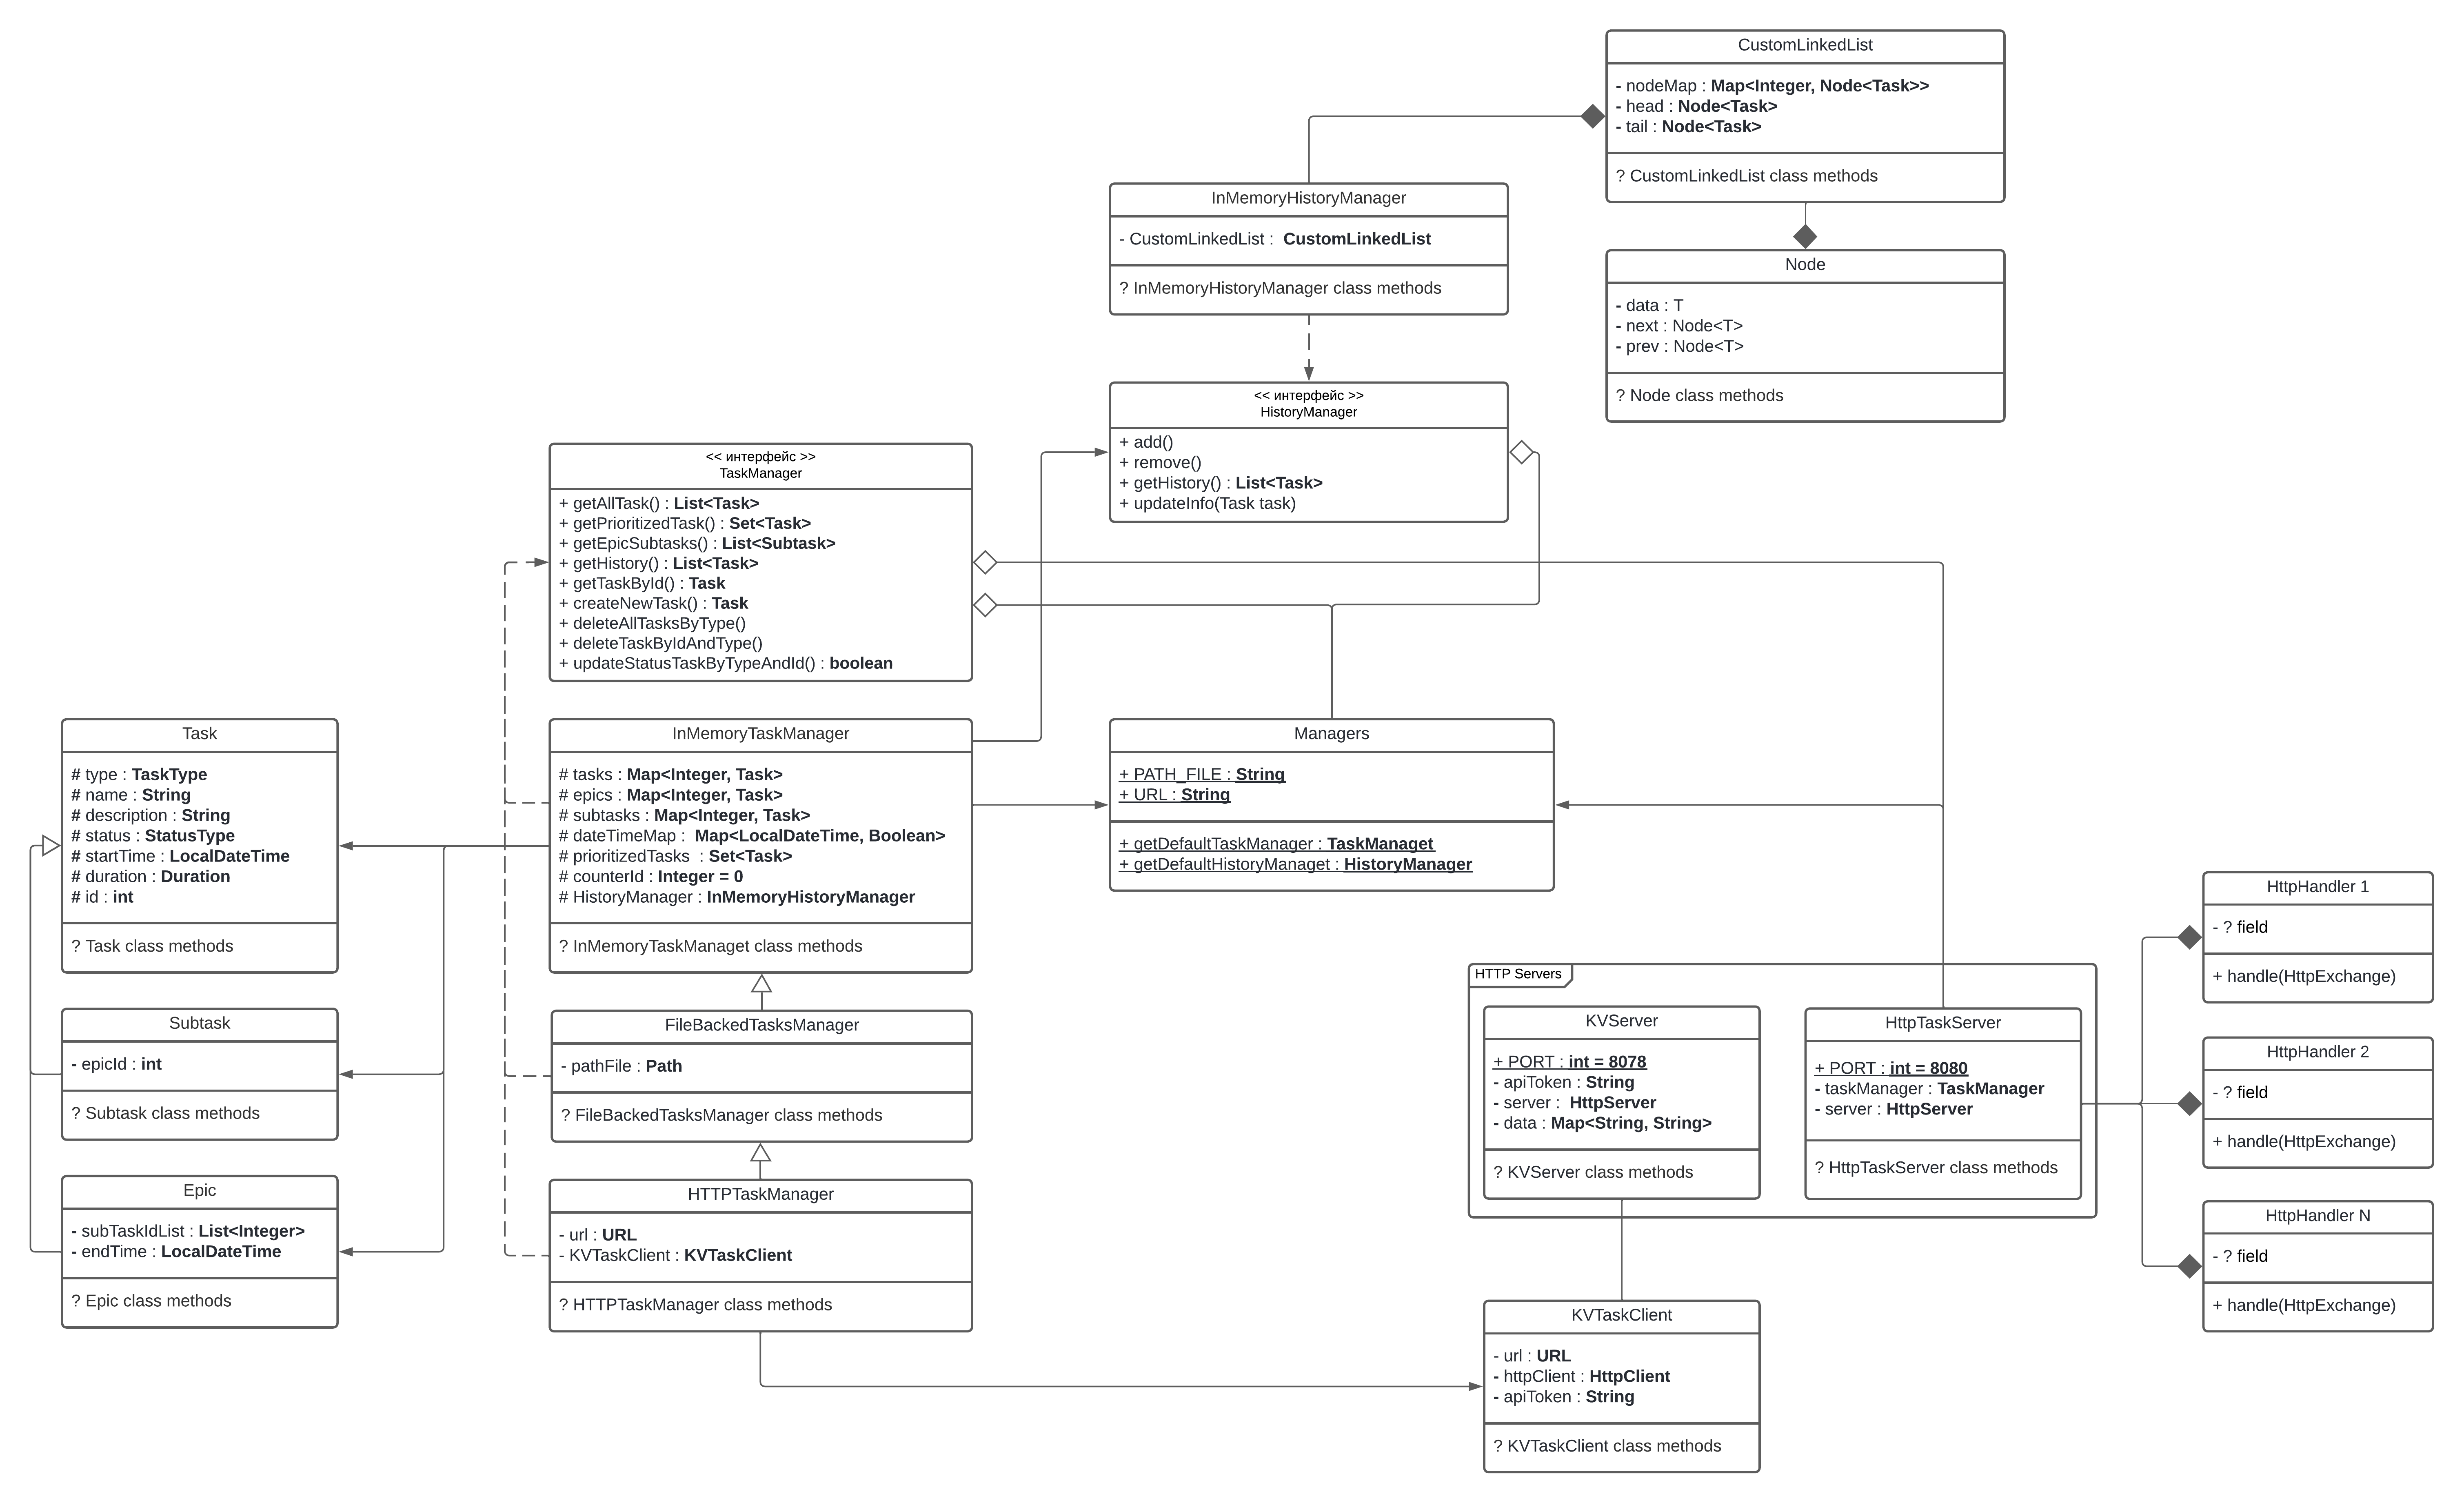 CustomLinkedList
- nodeMap : Map<Integer, Node<Task>>
- head : Node<Task>
- tail : Node<Task>
? CustomLinkedList class methods
InMemoryHistoryManager
- CustomLinkedList : CustomLinkedList
? InMemoryHistoryManager class methods
Node
- data : T
- next : Node<T>
- prev : Node<T>
? Node class methods
<< интерфейс >>
HistoryManager
+ add()
+ remove()
+ getHistory() : List<Task>
+ updateInfo(Task task)
<< интерфейс >>
TaskManager
+ getAllTask() : List<Task>
+ getPrioritizedTask() : Set<Task>
+ getEpicSubtasks() : List<Subtask>
+ getHistory() : List<Task>
+ getTaskById() : Task
+ createNewTask() : Task
+ deleteAllTasksByType()
+ deleteTaskByIdAndType()
+ updateStatusTaskByTypeAndId() : boolean
Task
# type : TaskType
# name : String
# description : String
# status : StatusType
# startTime : LocalDateTime
# duration : Duration
# id : int
? Task class methods
InMemoryTaskManager
# tasks : Map<Integer, Task>
# epics : Map<Integer, Task>
# subtasks : Map<Integer, Task>
# dateTimeMap : Map<LocalDateTime, Boolean>
# prioritizedTasks : Set<Task>
# counterId : Integer = 0
# HistoryManager : InMemoryHistoryManager
? InMemoryTaskManaget class methods
Managers
+ PATH_FILE : String
+ URL : String
+ getDefaultTaskManager : TaskManaget
+ getDefaultHistoryManaget : HistoryManager
HttpHandler 1
- ? field
+ handle(HttpExchange)
HTTP Servers
Subtask
- epicId : int
? Subtask class methods
FileBackedTasksManager
- pathFile : Path
? FileBackedTasksManager class methods
KVServer
+ PORT : int = 8078
- apiToken : String
- server : HttpServer
- data : Map<String, String>
? KVServer class methods
HttpTaskServer
+ PORT : int = 8080
- taskManager : TaskManager
- server : HttpServer
? HttpTaskServer class methods
HttpHandler 2
- ? field
+ handle(HttpExchange)
Epic
- subTaskIdList : List<Integer>
- endTime : LocalDateTime
? Epic class methods
HTTPTaskManager
- url : URL
- KVTaskClient : KVTaskClient
? HTTPTaskManager class methods
HttpHandler N
- ? field
+ handle(HttpExchange)
KVTaskClient
- url : URL
- httpClient : HttpClient
- apiToken : String
? KVTaskClient class methods